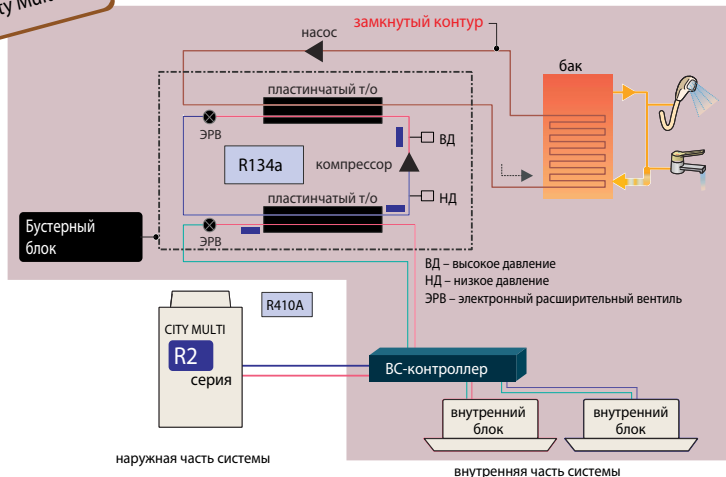 ty Multi
замкнутый контур
насос
бак
пластинчатый т/о
ЭРВ
ВД
R134a
компрессор
пластинчатый т/о
НД
Бустерный
блок
ЭРВ
ВД – высокое давление
НД – низкое давление
ЭРВ – электронный расширительный вентиль
R410A
CITY MULTI
R2
серия
BC-контроллер
внутренний
блок
внутренний
блок
наружная часть системы
внутренняя часть системы